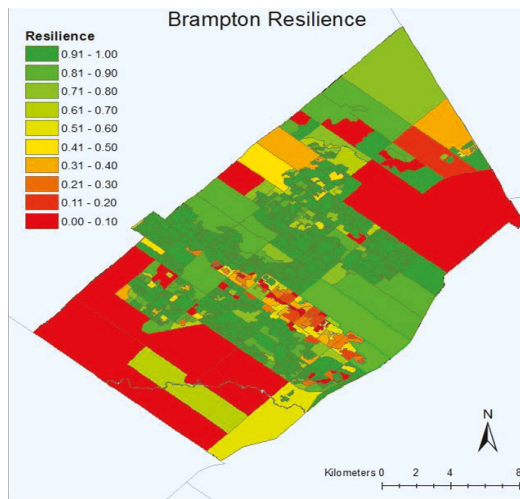 Brampton Resilience
Resilience
0.91 - 1.00
0.81 - 0.90
0.71 - 0.80
0.61 - 0.70
0.51 - 0.60
0.41 - 0.50
0.31 - 0.40
0.21 - 0.30
0.11 - 0.20
0.00 - 0.10
N
Kilometers 0 2 4 8